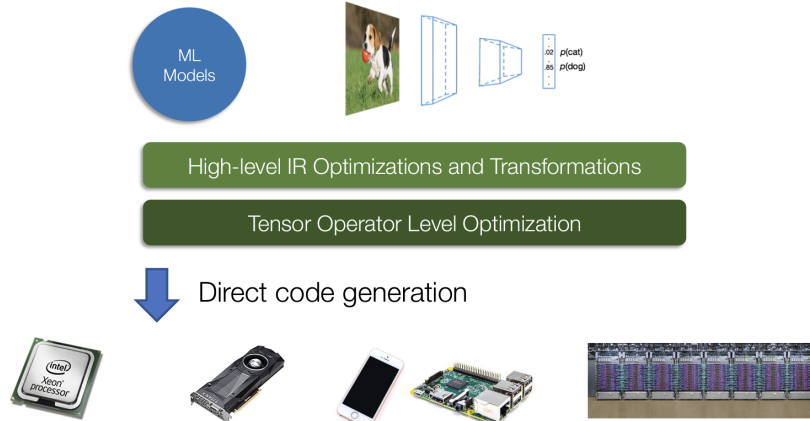 ML
Models
.02 p(cat)
.85 p(dog)
High-level IR Optimizations and Transformations
Tensor Operator Level Optimization
Direct code generation
intel
Xeon®
processor